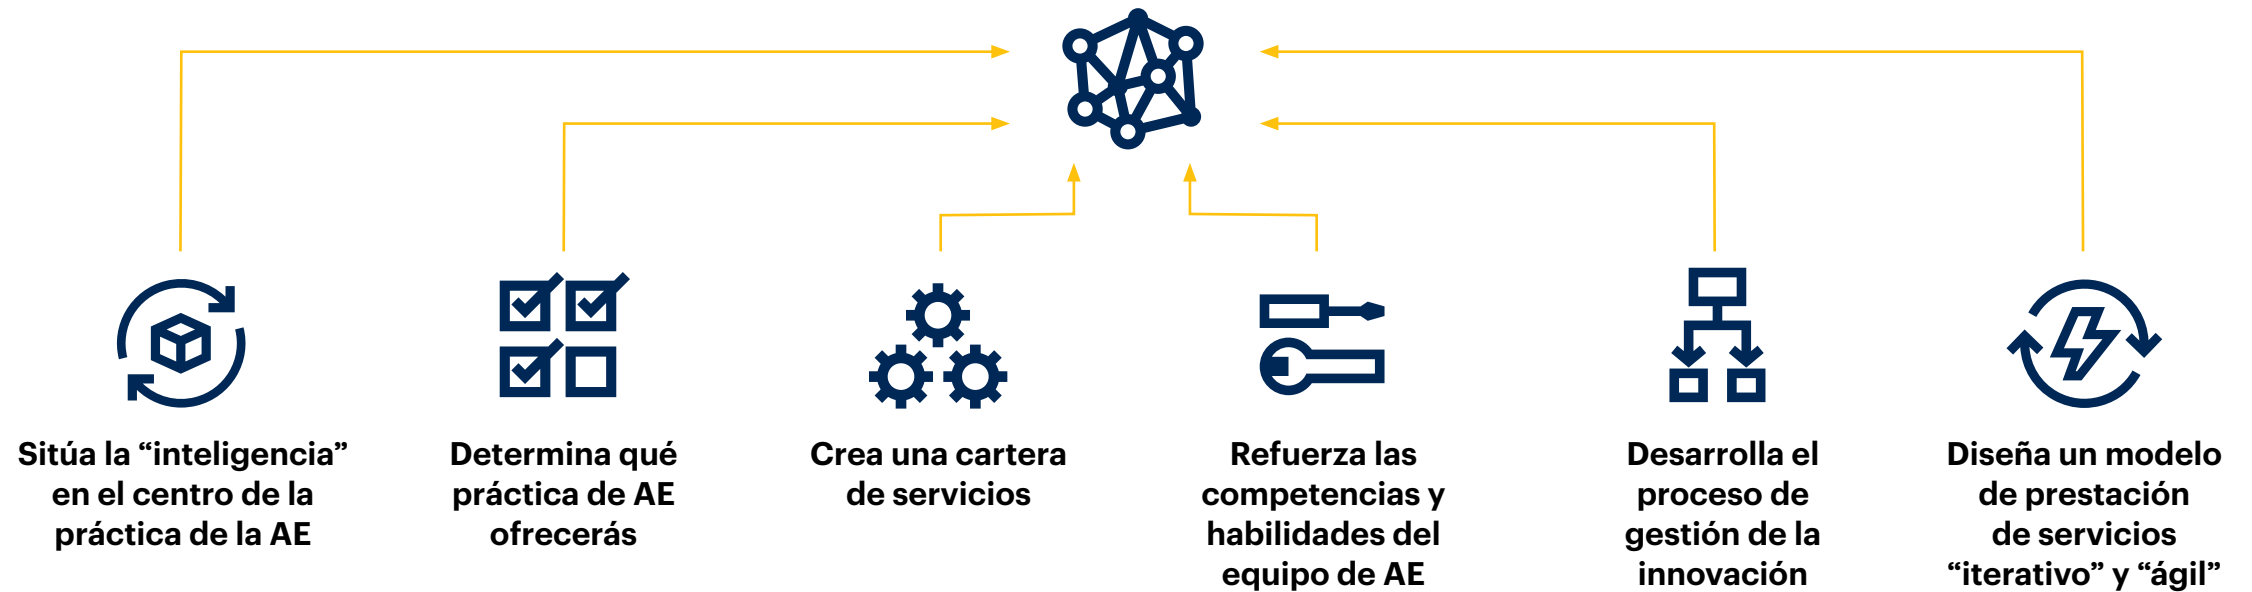 Sitúa la “inteligencia”
en el centro de la
práctica de la AE
Determina qué
práctica de AE
ofrecerás
Crea una cartera
de servicios
Refuerza las
competencias y
habilidades del
equipo de AE
Desarrolla el
proceso de
gestión de la
innovación
Diseña un modelo
de prestación
de servicios
“iterativo” y “ágil”